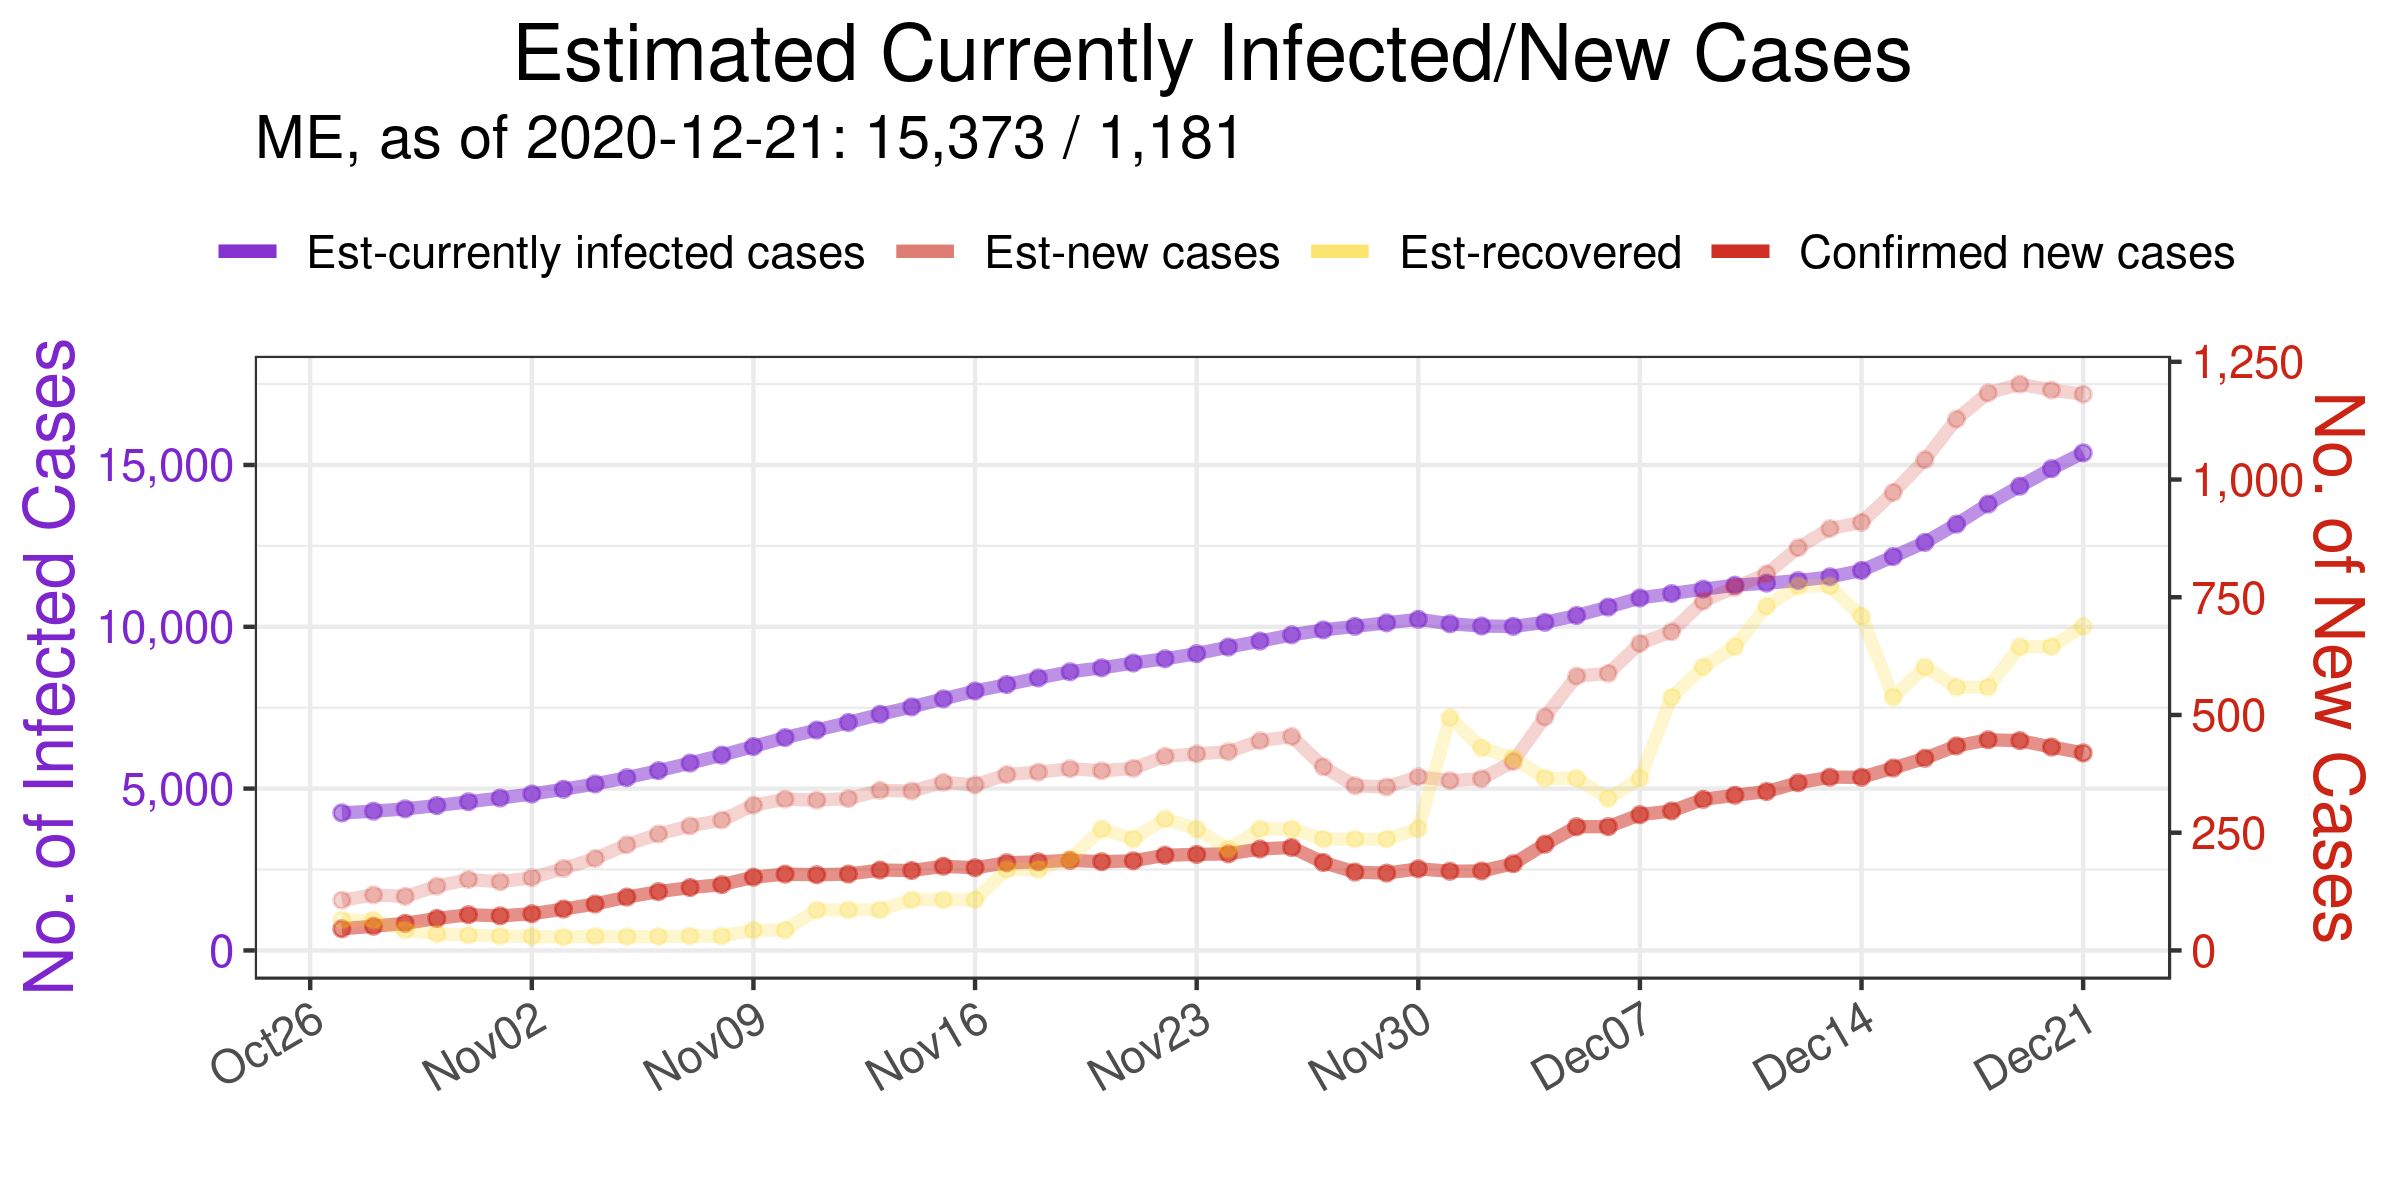 Estimated Currently Infected/New Cases
ME, as of 2020-12-21: 15,373 / 1,181
Est-currently infected cases Est-new cases Est-recovered Confirmed new cases
No. of Infected Cases
15,000
10,000
5,000
0
1,250
1,000
750
500
250
0
No. of New Cases
Oct26 Nov02 Nov09 Nov16 Nov23 Nov30 Dec07 Dec14 Dec21